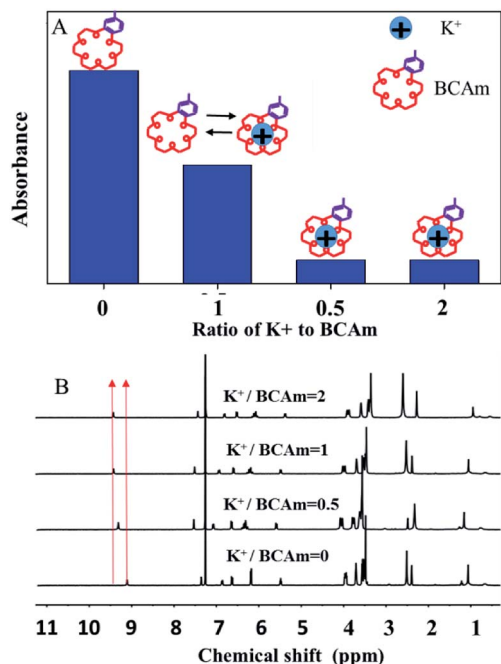 A
K+
BCAm
Absorbance
0
1
0.5
2
Ratio of K+ to BCAm
B
K+/ BCAm=2
K+/ BCAm=1
K+/ BCAm=0.5
K+/ BCAm=0
11 10 9 8 7 6 5 4 3 2 1
Chemical shift (ppm)